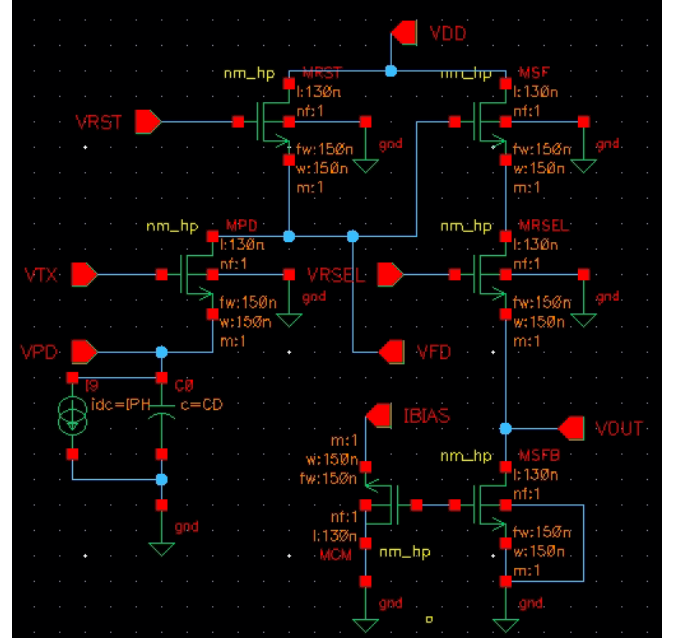 VDD
nm_hp
MRST
l:130n
nf:1
fw:150n
w:150n
m:1
VRST
gnd
nm_hp
MSF
l:130n
nf:1
fw:150n
w:150n
m:1
gnd
nm_hp
MPD
l:130n
nf:1
fw:150n
w:150n
m:1
VTX
gnd
VRSEL
nm_hp
MRSEL
l:130n
nf:1
fw:150n
w:150n
m:1
gnd
VPD
VFD
I9
idc=IPH
C0
c=CD
gnd
IBIAS
m:1
w:150n
fw:150n
nf:1
l:130n
MCM
nm_hp
gnd
VOUT
nm_hp
MSFB
l:130n
nf:1
fw:150n
w:150n
m:1
gnd